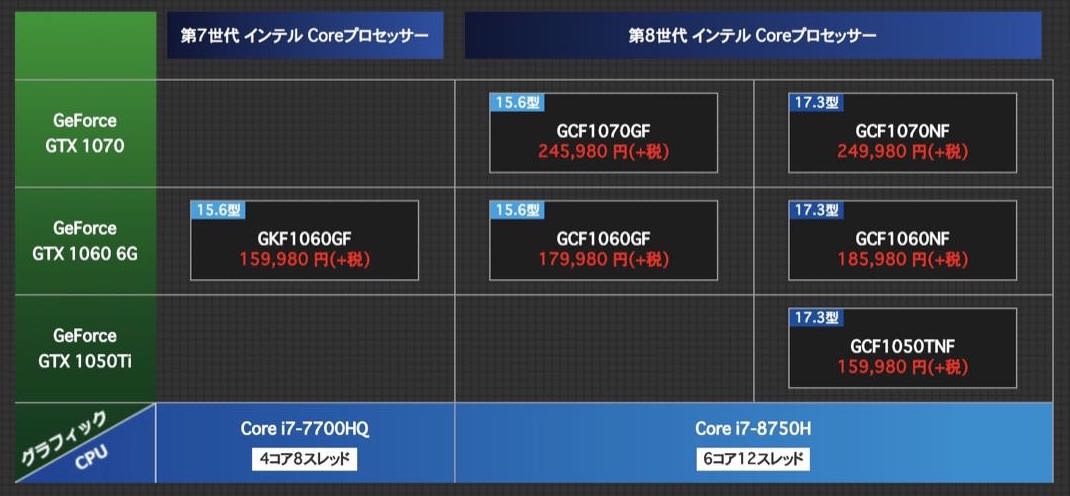 第7世代 インテル Coreプロセッサー
第8世代 インテル Coreプロセッサー
GeForce
GTX 1070
15.6型
GCF1070GF
245,980 円(+税)
17.3型
GCF1070NF
249,980 円(+税)
GeForce
GTX 1060 6G
15.6型
GKF1060GF
159,980 円(+税)
15.6型
GCF1060GF
179,980 円(+税)
17.3型
GCF1060NF
185,980 円(+税)
GeForce
GTX 1050Ti
17.3型
GCF1050TNF
159,980 円(+税)
グラフィック
CPU
Core i7-7700HQ
4コア8スレッド
Core i7-8750H
6コア12スレッド